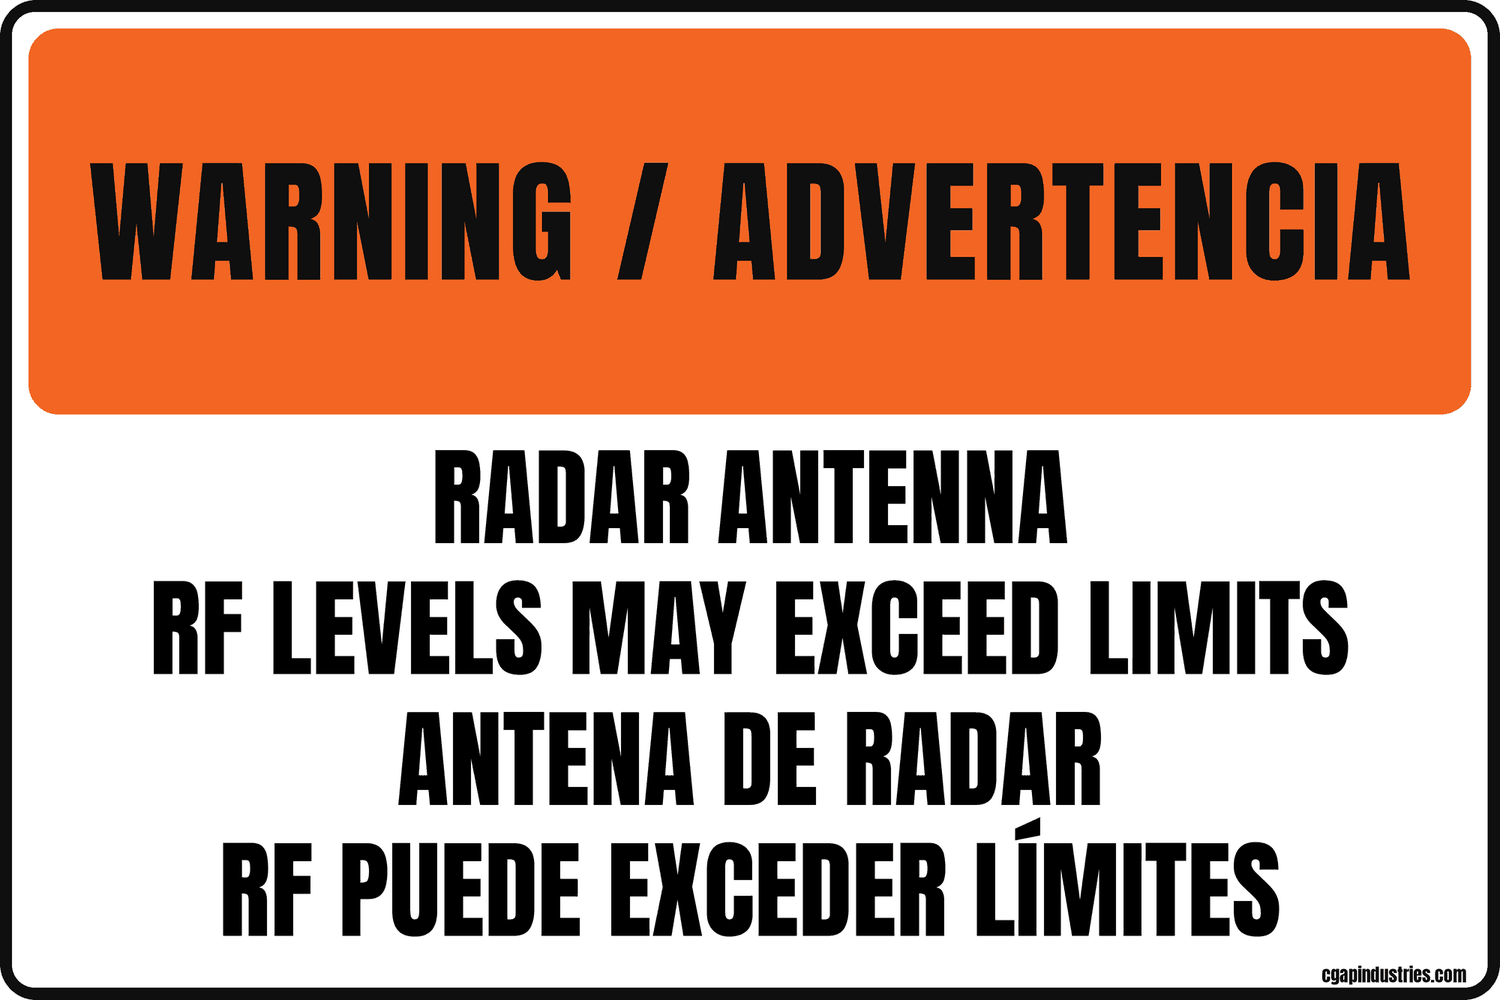 WARNING / ADVERTENCIA
RADAR ANTENNA
RF LEVELS MAY EXCEED LIMITS
ANTENA DE RADAR
RF PUEDE EXCEDER LÍMITES
cgapindustries.com